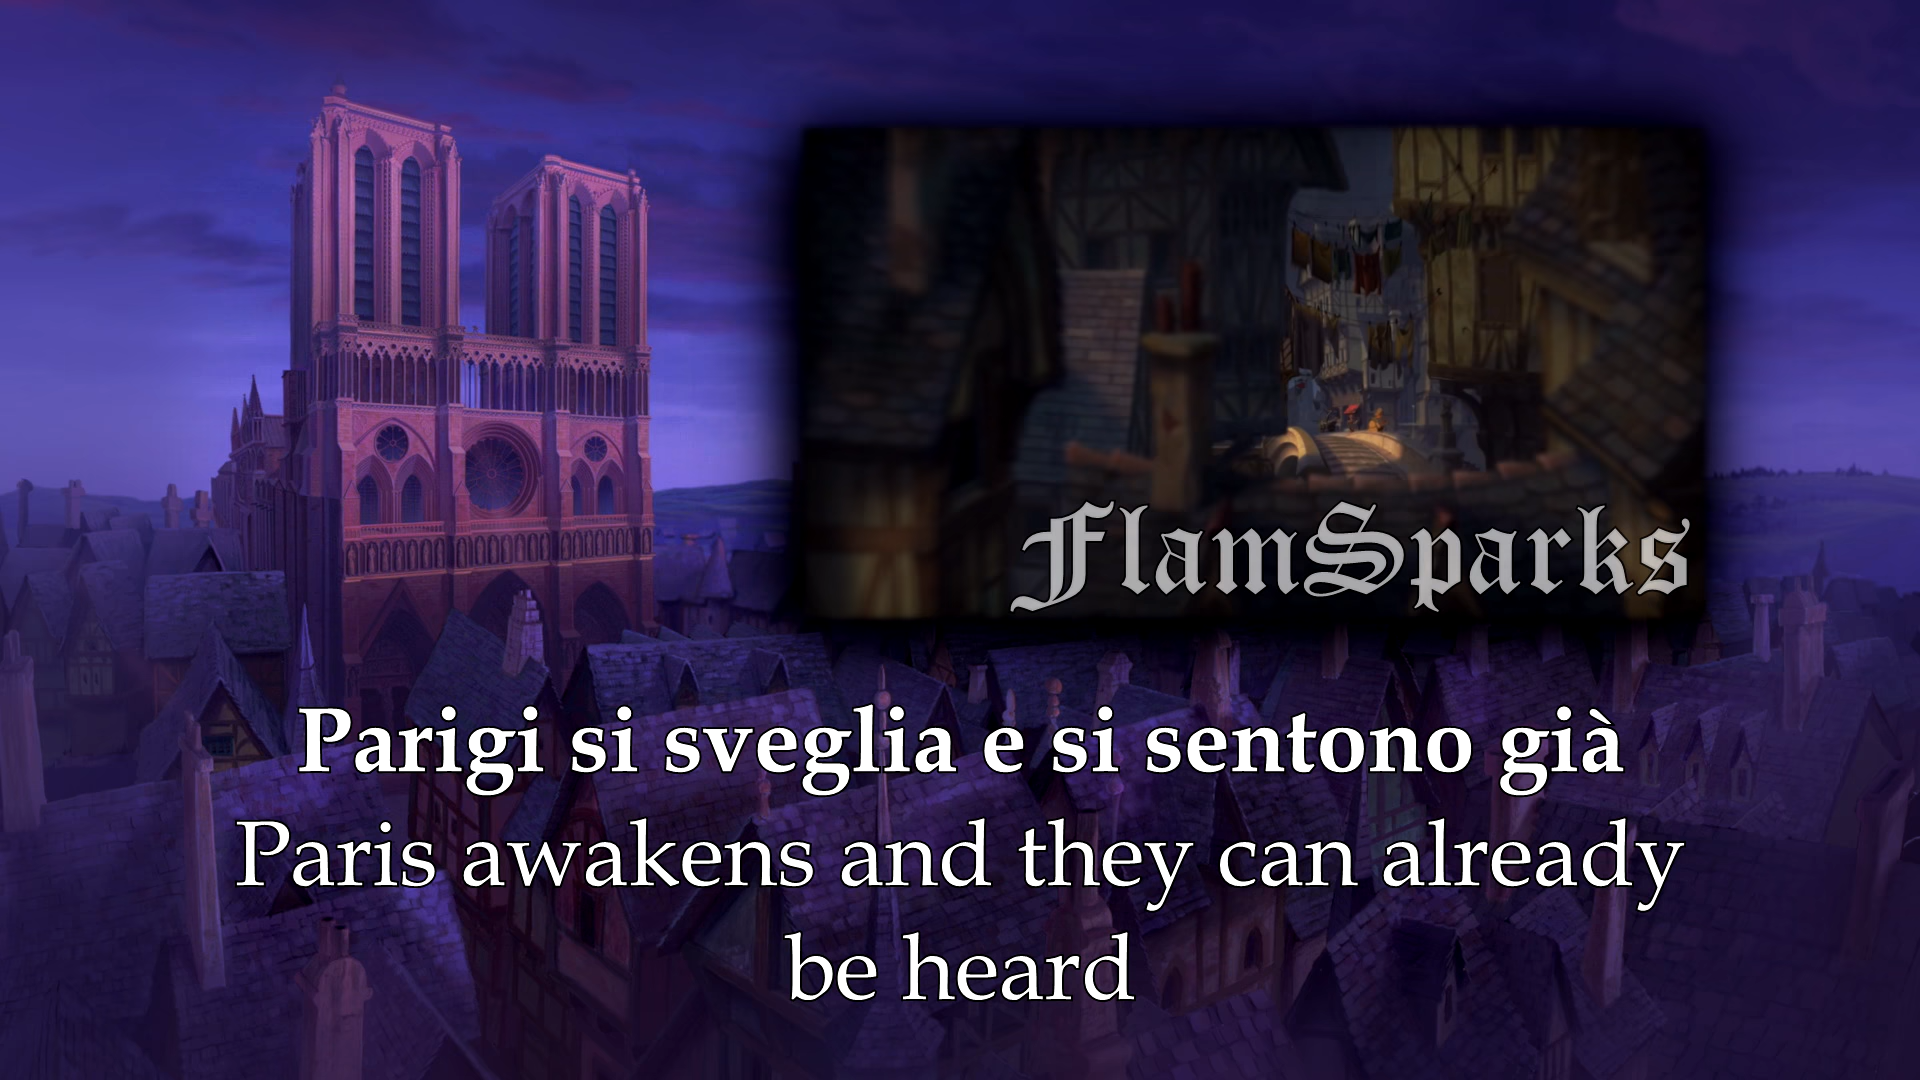 FlamSparks
Parigi si sveglia e si sentono già
Paris awakens and they can already
be heard